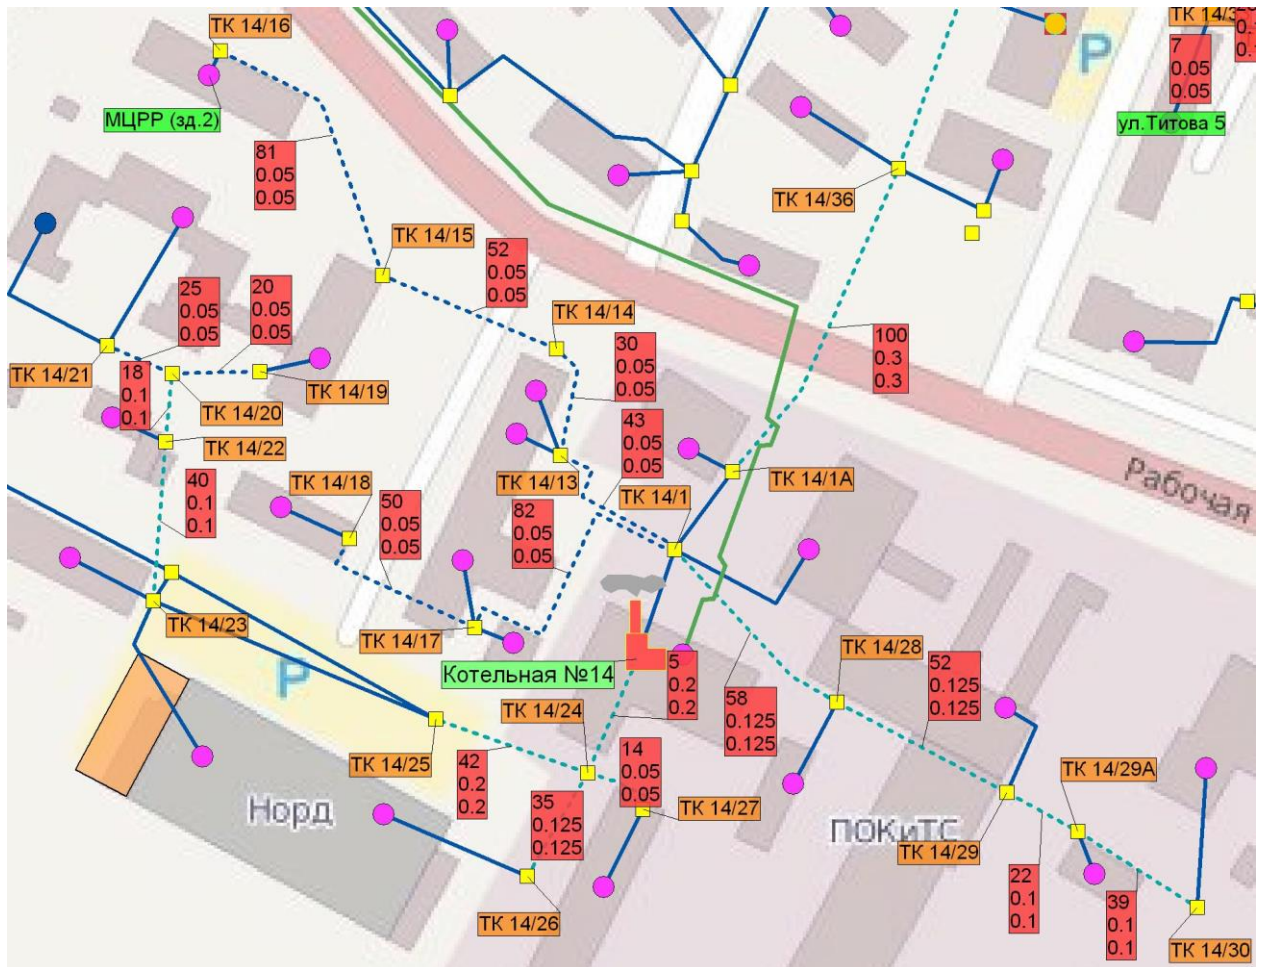 ТК 14/16
МЦРР (зд.2)
81
0.05
0.05
ТК 14/15
52
0.05
0.05
ТК 14/14
ТК 14/36
7
0.05
0.05
ул.Титова 5
Р
100
0.3
0.3
25
0.05
0.05
20
0.05
0.05
30
0.05
0.05
ТК 14/21
18
0.1
0.1
ТК 14/20
ТК 14/19
43
0.05
0.05
ТК 14/22
ТК 14/18
ТК 14/13
ТК 14/1
ТК 14/1А
Рабочая
40
0.1
0.1
50
0.05
0.05
82
0.05
0.05
ТК 14/23
ТК 14/17
ТК 14/28
Котельная №14
5
0.2
0.2
52
0.125
0.125
Р
ТК 14/24
58
0.125
0.125
ТК 14/25
42
0.2
0.2
14
0.05
0.05
ТК 14/29А
Норд
35
0.125
0.125
ТК 14/27
ПОКиТС
ТК 14/29
22
0.1
0.1
39
0.1
0.1
ТК 14/26
ТК 14/30